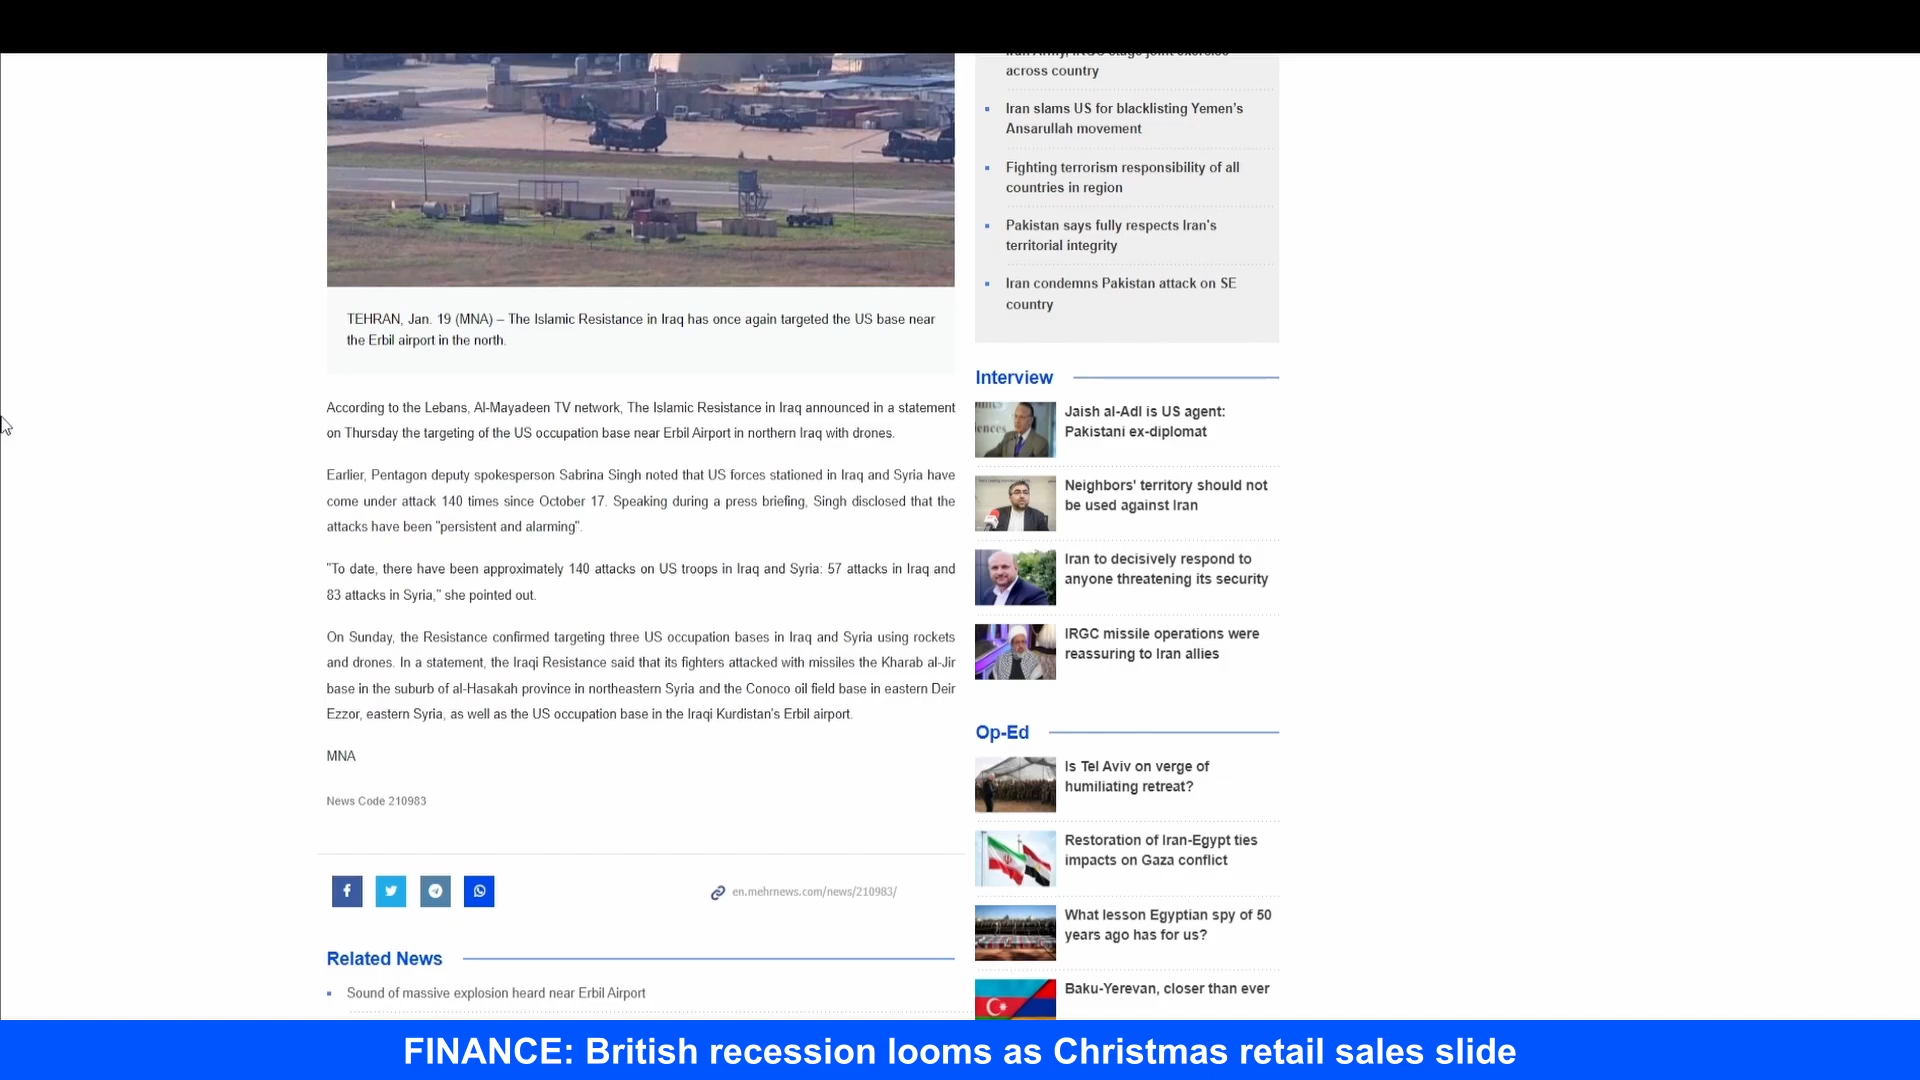 across country
Iran slams US for blacklisting Yemen's
Ansarullah movement
Fighting terrorism responsibility of all
countries in region
Pakistan says fully respects Iran's
territorial integrity
Iran condemns Pakistan attack on SE
country
TEHRAN, Jan. 19 (MNA) – The Islamic Resistance in Iraq has once again targeted the US base near
the Erbil airport in the north.
According to the Lebans, Al-Mayadeen TV network, The Islamic Resistance in Iraq announced in a statement
on Thursday the targeting of the US occupation base near Erbil Airport in northern Iraq with drones.
Earlier, Pentagon deputy spokesperson Sabrina Singh noted that US forces stationed in Iraq and Syria have
come under attack 140 times since October 17. Speaking during a press briefing, Singh disclosed that the
attacks have been "persistent and alarming".
"To date, there have been approximately 140 attacks on US troops in Iraq and Syria: 57 attacks in Iraq and
83 attacks in Syria," she pointed out.
On Sunday, the Resistance confirmed targeting three US occupation bases in Iraq and Syria using rockets
and drones. In a statement, the Iraqi Resistance said that its fighters attacked with missiles the Kharab al-Jir
base in the suburb of al-Hasakah province in northeastern Syria and the Conoco oil field base in eastern Deir
Ezzor, eastern Syria, as well as the US occupation base in the Iraqi Kurdistan's Erbil airport.
MNA
News Code 210983
en.mehrnews.com/news/210983/
Related News
Sound of massive explosion heard near Erbil Airport
Interview
Jaish al-Adl is US agent:
Pakistani ex-diplomat
Neighbors' territory should not
be used against Iran
Iran to decisively respond to
anyone threatening its security
IRGC missile operations were
reassuring to Iran allies
Op-Ed
Is Tel Aviv on verge of
humiliating retreat?
Restoration of Iran-Egypt ties
impacts on Gaza conflict
What lesson Egyptian spy of 50
years ago has for us?
Baku-Yerevan, closer than ever
FINANCE: British recession looms as Christmas retail sales slide